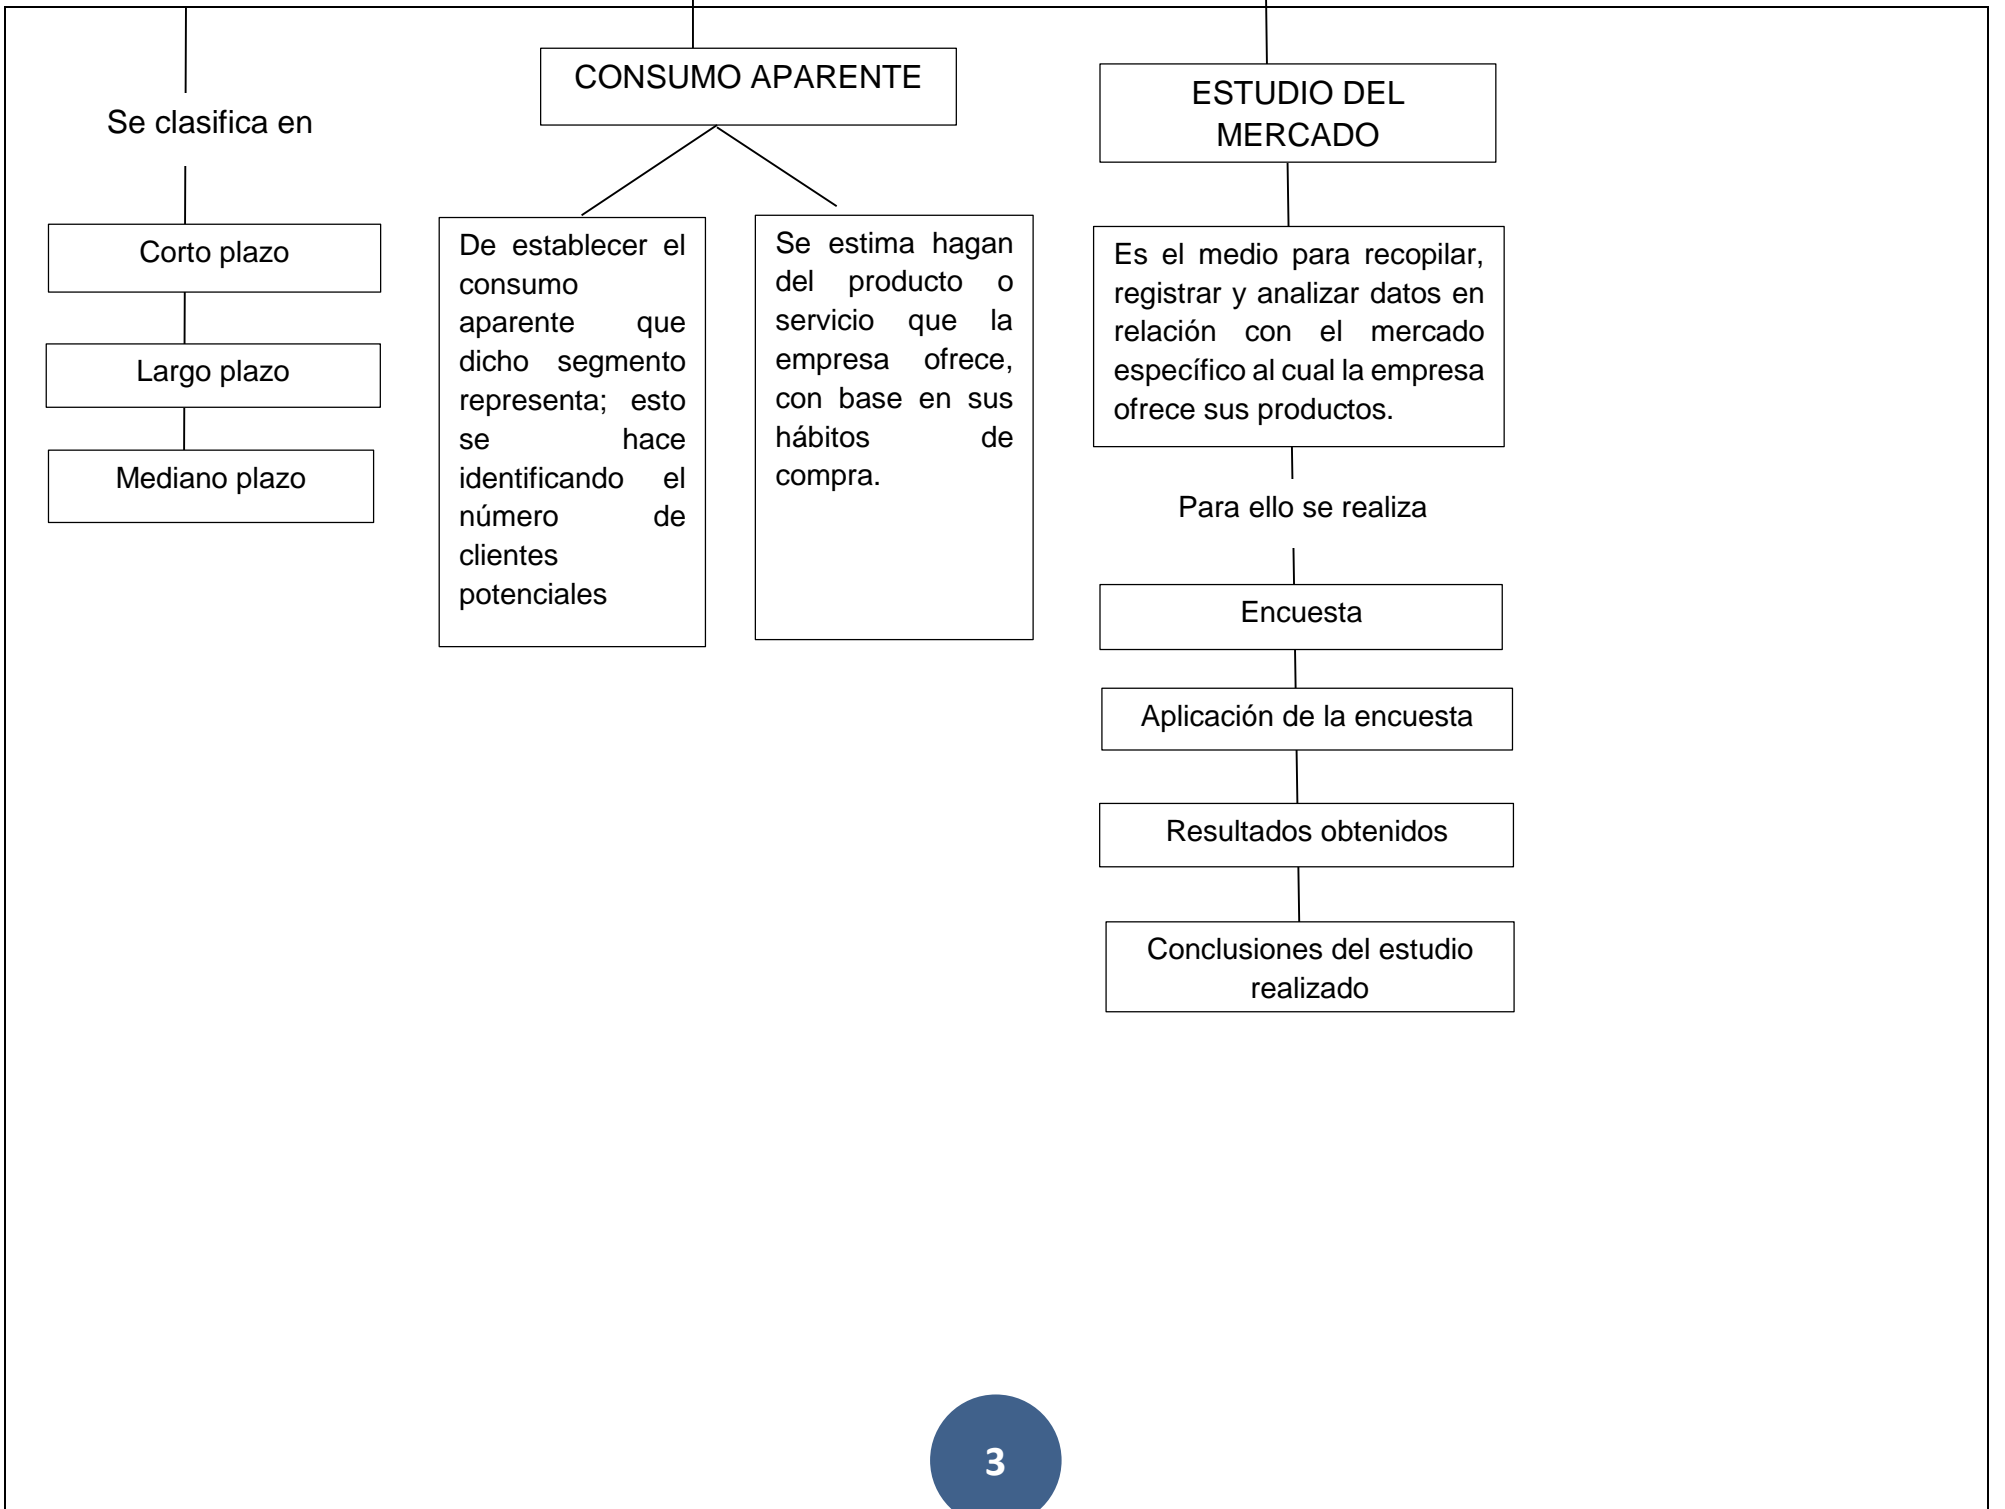 Se clasifica en
Corto plazo
Largo plazo
Mediano plazo
CONSUMO APARENTE
De establecer el
consumo
aparente que
dicho segmento
representa; esto
se hace
identificando el
número de
clientes
potenciales
Se estima hagan
del producto o
servicio que la
empresa ofrece,
con base en sus
hábitos de
compra.
ESTUDIO DEL
MERCADO
Es el medio para recopilar,
registrar y analizar datos en
relación con el mercado
específico al cual la empresa
ofrece sus productos.
Para ello se realiza
Encuesta
Aplicación de la encuesta
Resultados obtenidos
Conclusiones del estudio
realizado
3